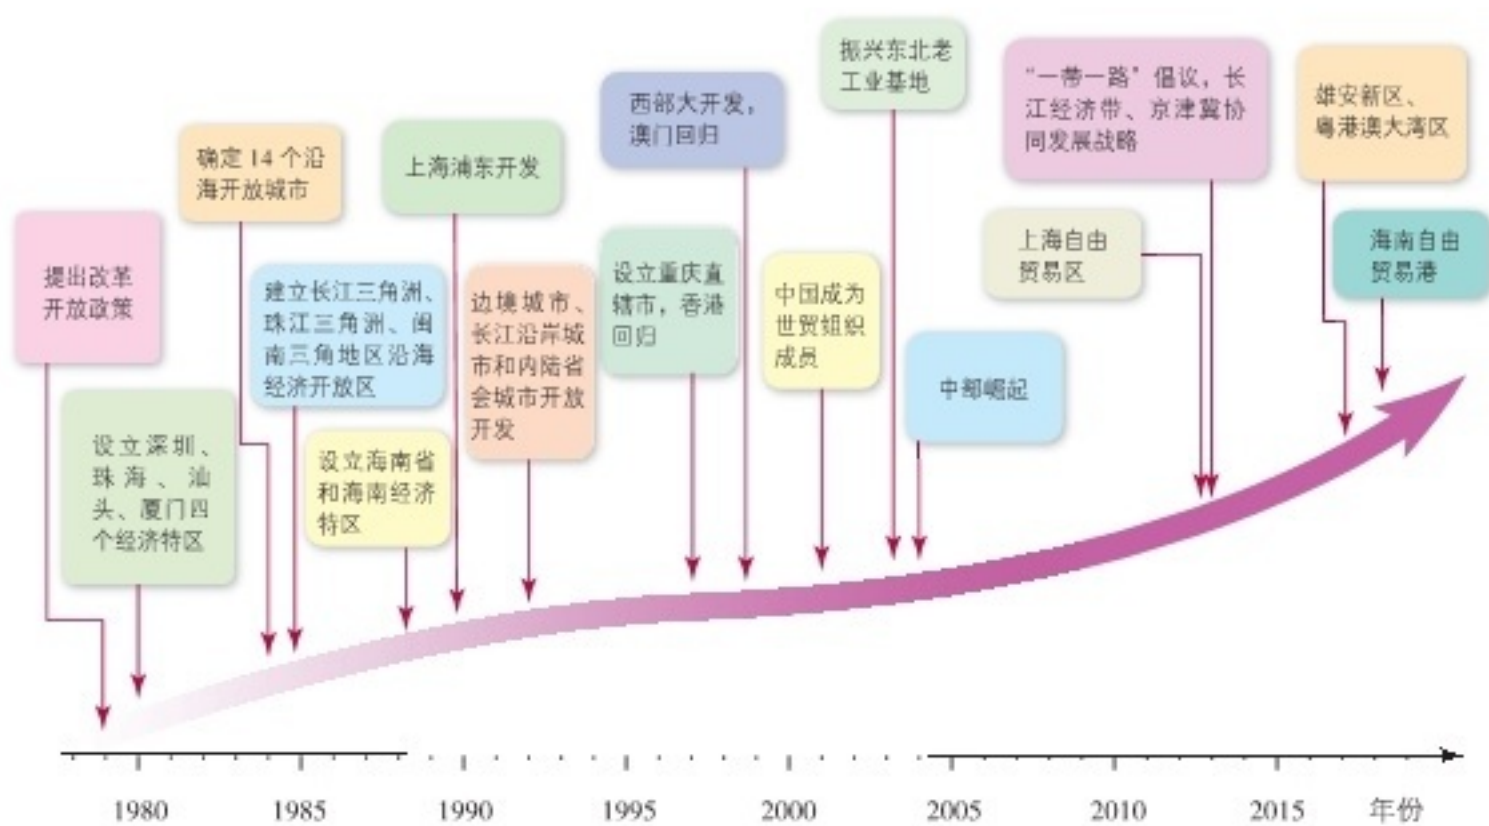 提出改革
开放政策
设立深圳、
珠海、汕
头、厦门四
个经济特区
确定14个沿
海开放城市
建立长江三角洲、
珠江三角洲、闽
南三角地区沿海
经济开放区
设立海南省
和海南经济
特区
上海浦东开发
边境城市、
长江沿岸城
市和内陆省
会城市开放
开发
设立重庆直
辖市，香港
回归
西部大开发，
澳门回归
中国成为
世贸组织
成员
振兴东北老
工业基地
中部崛起
上海自由
贸易区
“一带一路”倡议，长
江经济带、京津冀协
同发展战略
雄安新区、
粤港澳大湾区
海南自由
贸易港
1980 1985 1990 1995 2000 2005 2010 2015 年份